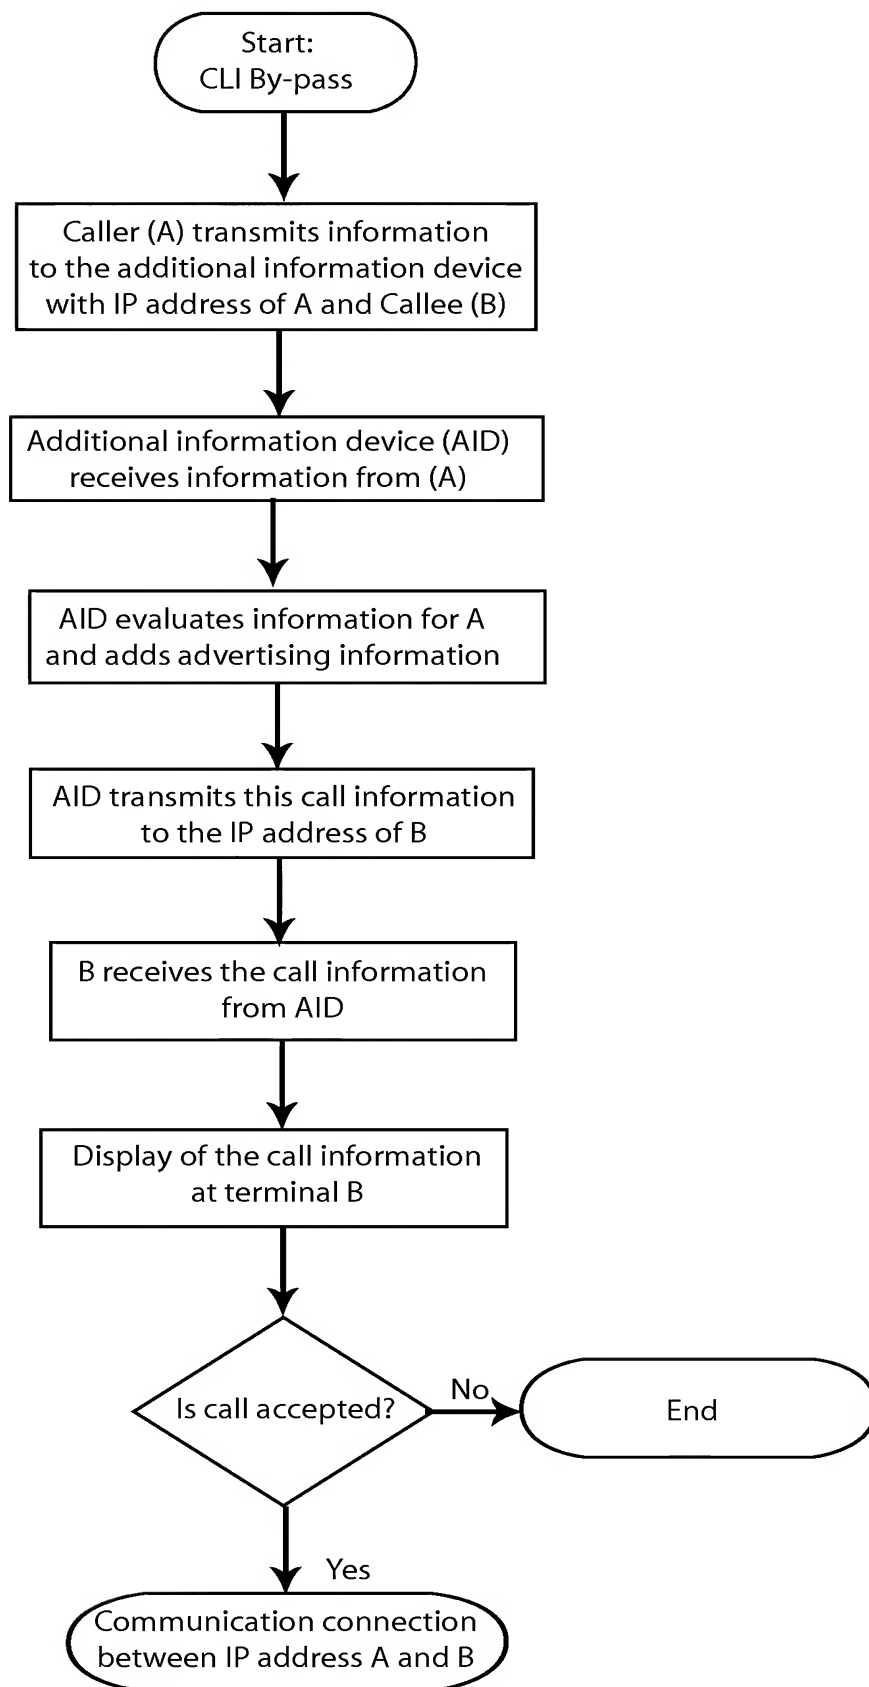 Start:
CLI By-pass
Caller (A) transmits information
to the additional information device
with IP address of A and Callee (B)
Additional information device (AID)
receives information from (A)
AID evaluates information for A
and adds advertising information
AID transmits this call information
to the IP address of B
B receives the call information
from AID
Display of the call information
at terminal B
Is call accepted?
No
End
Yes
Communication connection
between IP address A and B